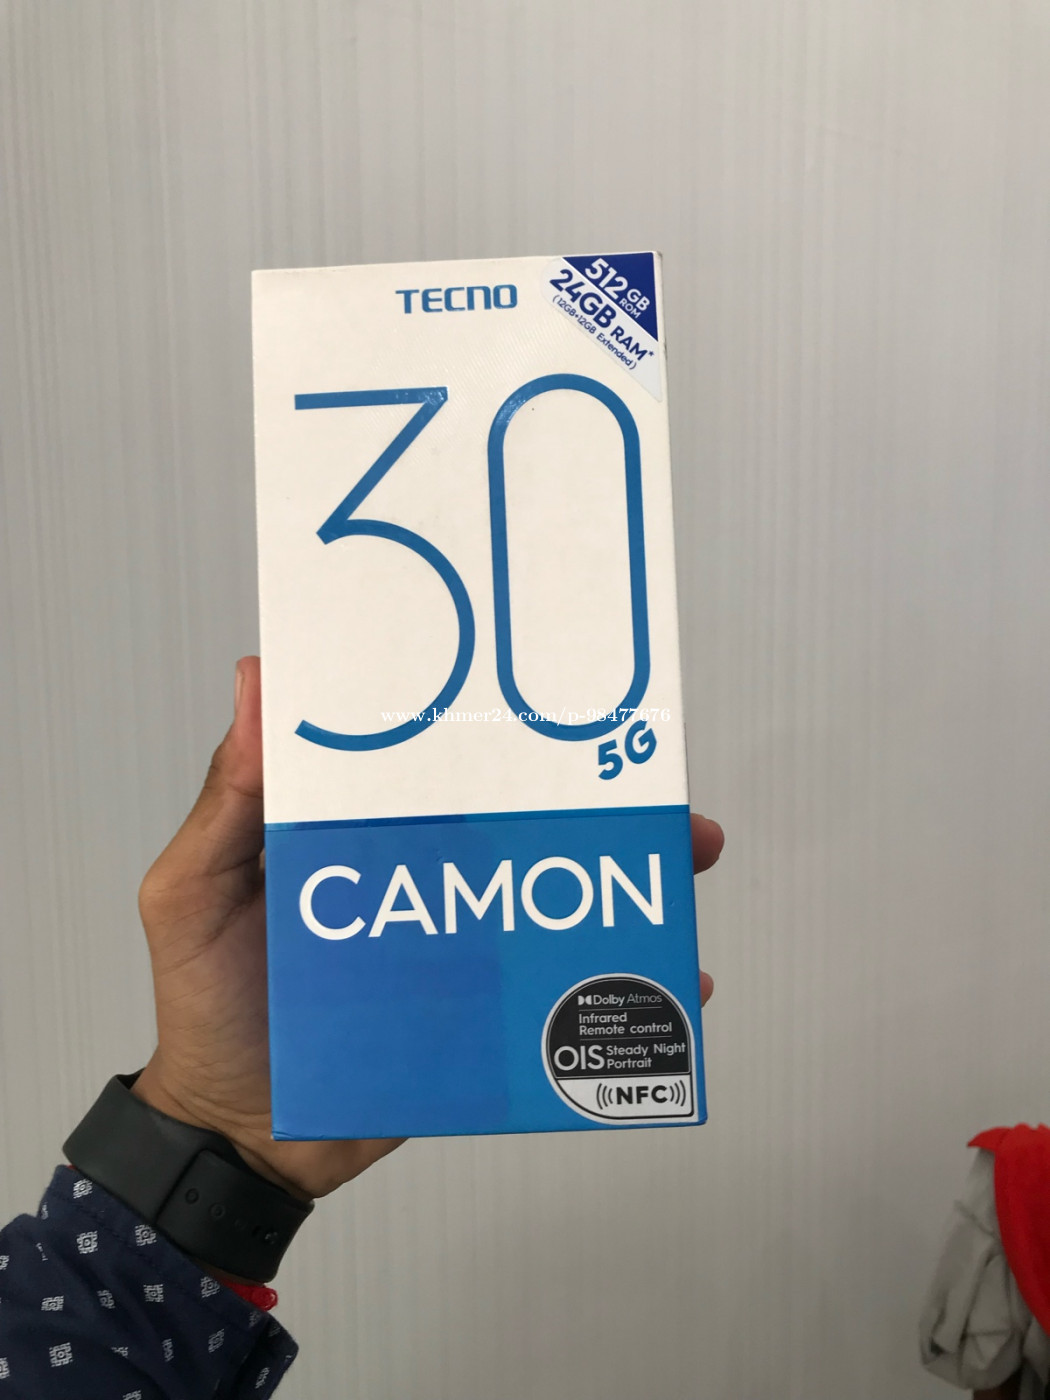 TECNO
512GB ROM
24GB RAM*
(12GB+12GB Extended)
30
www.khmer24.com/p-98477676
5G
CAMON
Dolby Atmos
Infrared
Remote control
OIS Steady Night
Portrait
NFC